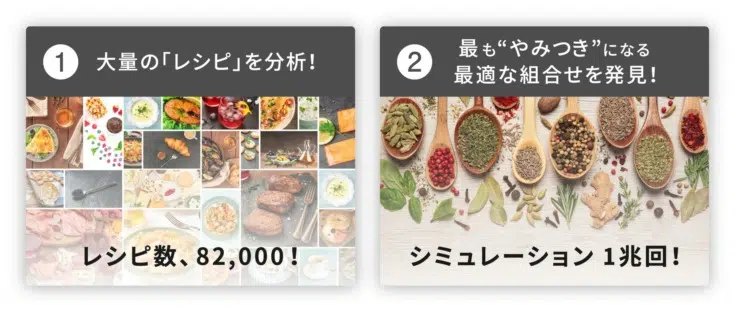 1 大量の「レシピ」を分析！
レシピ数、82,000！
2 最も“やみつき”になる
最適な組合せを発見！
シミュレーション 1兆回！